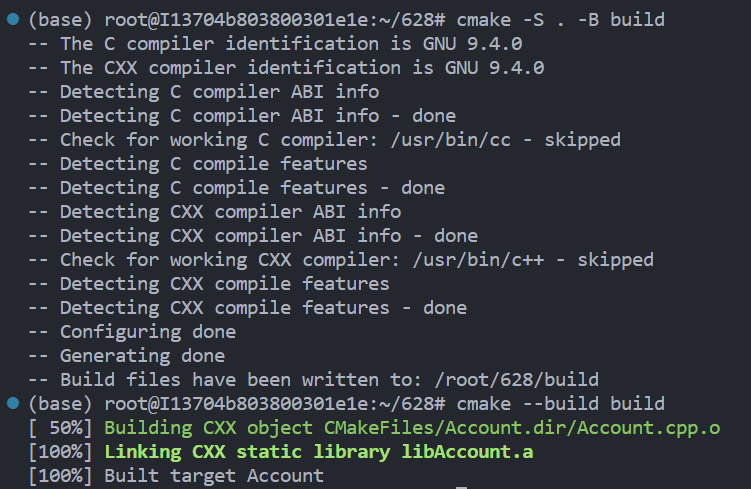 (base) root@I13704b803800301e1e:~/628# cmake -S . -B build
-- The C compiler identification is GNU 9.4.0
-- The CXX compiler identification is GNU 9.4.0
-- Detecting C compiler ABI info
-- Detecting C compiler ABI info - done
-- Check for working C compiler: /usr/bin/cc - skipped
-- Detecting C compile features
-- Detecting C compile features - done
-- Detecting CXX compiler ABI info
-- Detecting CXX compiler ABI info - done
-- Check for working CXX compiler: /usr/bin/c++ - skipped
-- Detecting CXX compile features
-- Detecting CXX compile features - done
-- Configuring done
-- Generating done
-- Build files have been written to: /root/628/build
(base) root@I13704b803800301e1e:~/628# cmake --build build
[ 50%] Building CXX object CMakeFiles/Account.dir/Account.cpp.o
[100%] Linking CXX static library libAccount.a
[100%] Built target Account